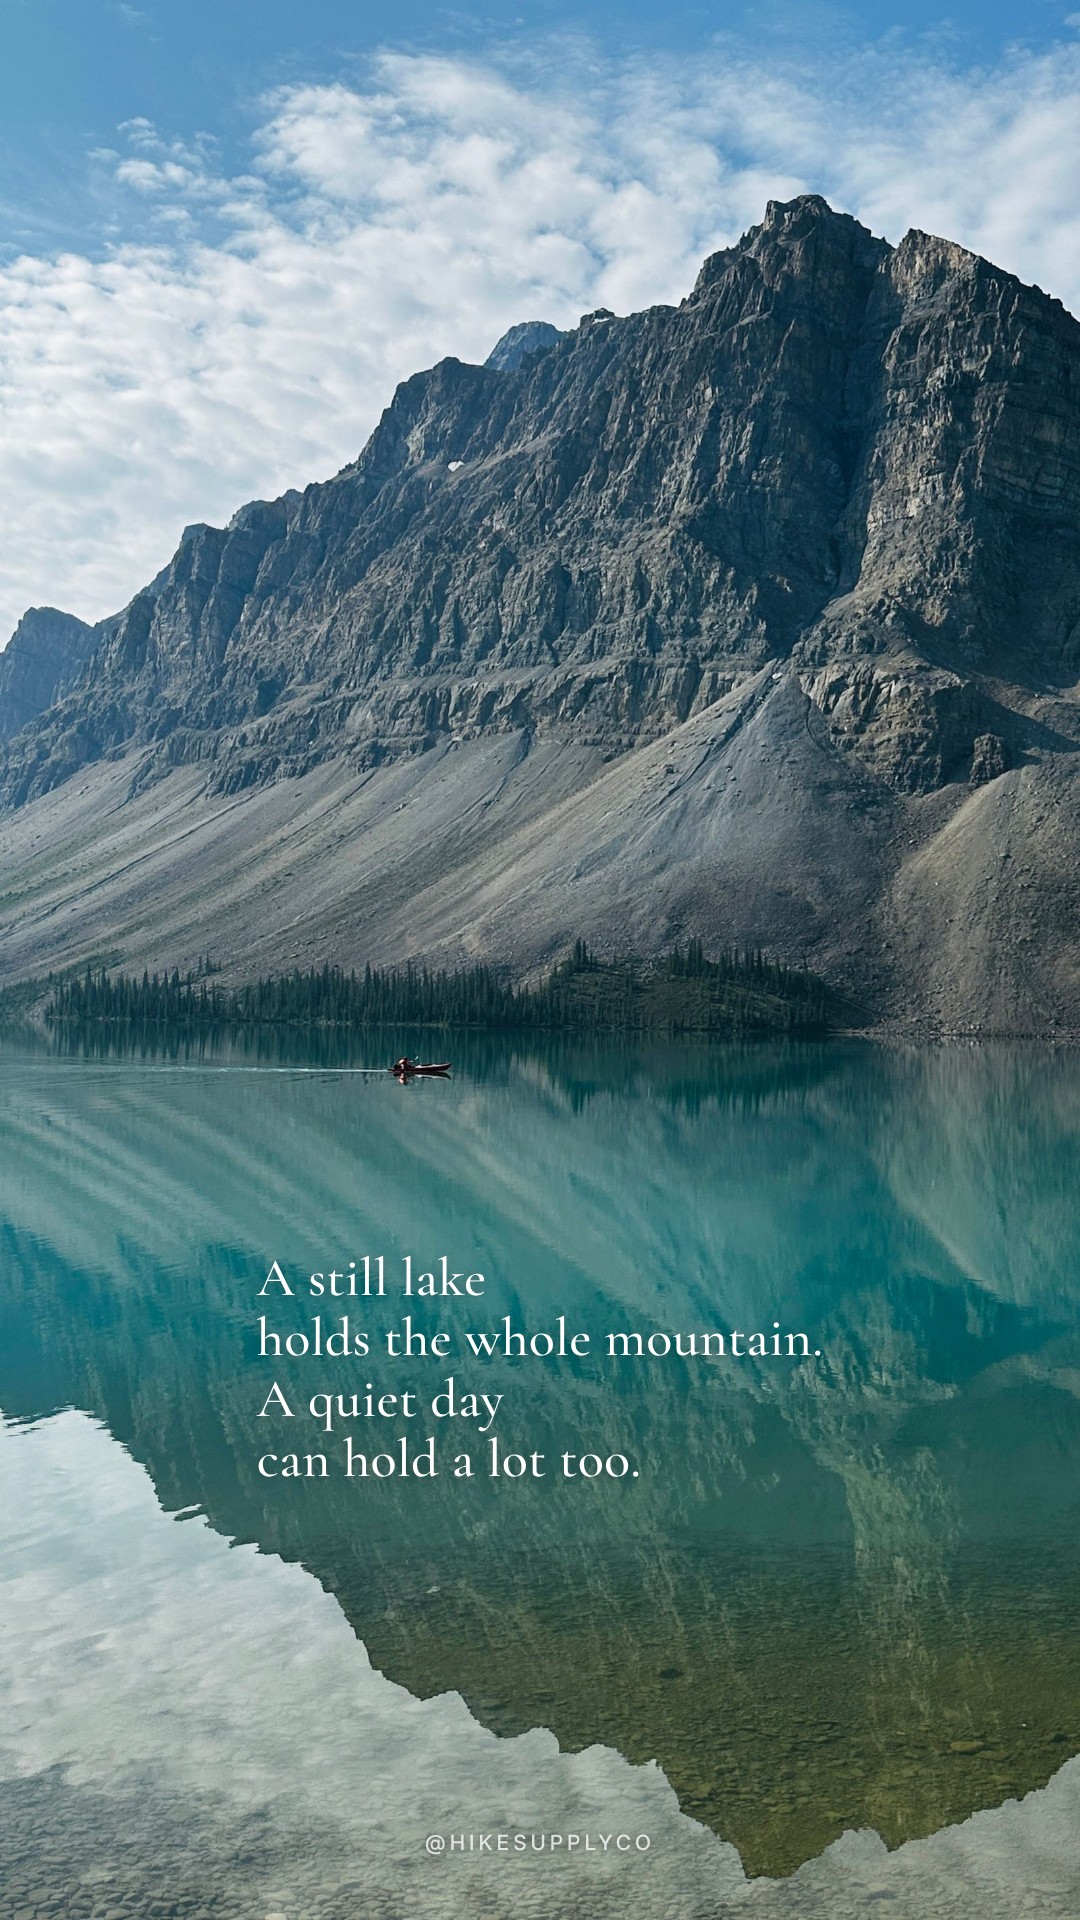 A still lake
holds the whole mountain.
A quiet day
can hold a lot too.
@HIKESUPPLYCO